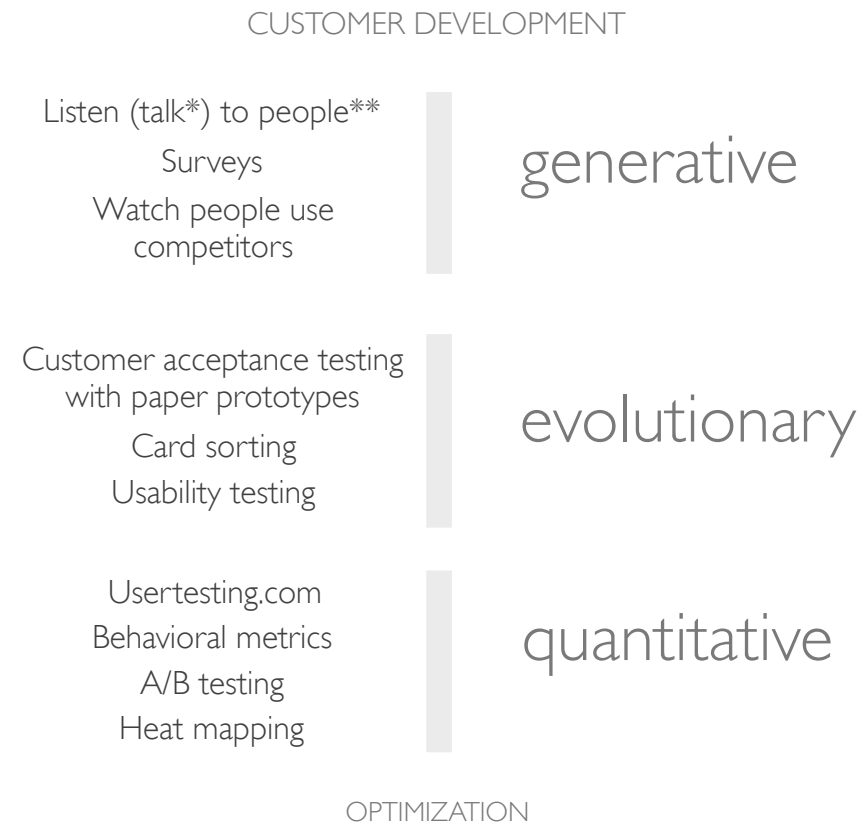 CUSTOMER DEVELOPMENT
Listen (talk*) to people**
Surveys
Watch people use
competitors
generative
Customer acceptance testing
with paper prototypes
Card sorting
Usability testing
evolutionary
Usertesting.com
Behavioral metrics
A/B testing
Heat mapping
quantitative
OPTIMIZATION